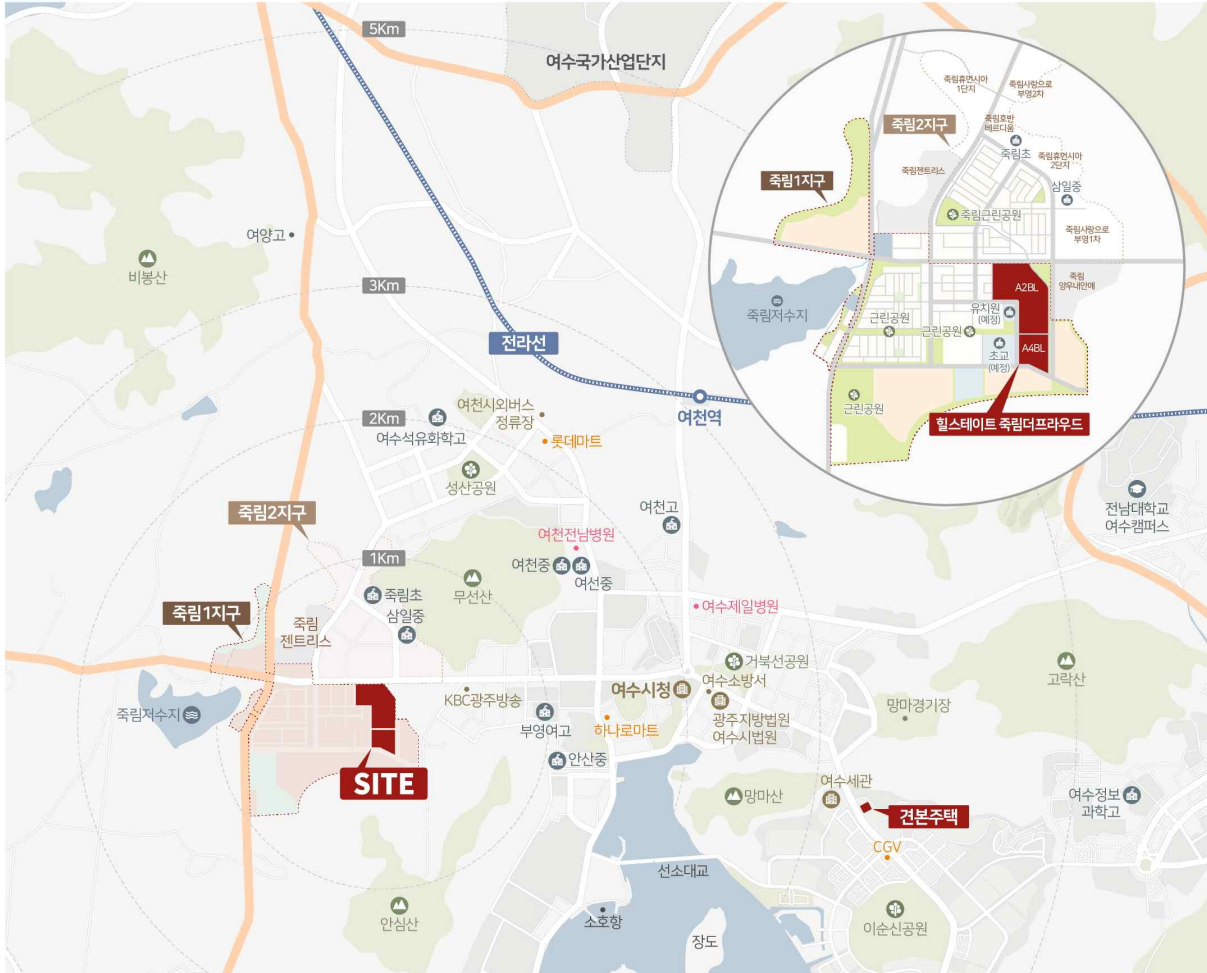 5Km
여수국가산업단지
죽림휴먼시아
1단지
죽림사랑으로
부영2차
죽림2지구
죽림호반
베르디움
죽림초
죽림젠트리스
죽림휴먼시아
2단지
삼일중
죽림1지구
죽림근린공원
죽림사랑으로
부영1차
여양고
비봉산
죽림
양우내안애
A2BL
3Km
죽림저수지
유치원
(예정)
근린공원
근린공원
초교
(예정)
A4BL
전라선
근린공원
여천역
힐스테이트 죽림더프라우드
여천시외버스
정류장
2Km
여수석유화학고
롯데마트
성산공원
전남대학교
여수캠퍼스
죽림2지구
여천고
여천전남병원
1Km
여천중
여선중
무선산
죽림초
삼일중
죽림1지구
죽림
젠트리스
여수제일병원
거북선공원
고락산
여수시청
여수소방서
KBC광주방송
죽림저수지
부영여고
하나로마트
광주지방법원
여수시법원
망마경기장
안산중
SITE
여수세관
망마산
견본주택
여수정보
과학고
CGV
선소대교
안심산
소호항
장도
이순신공원